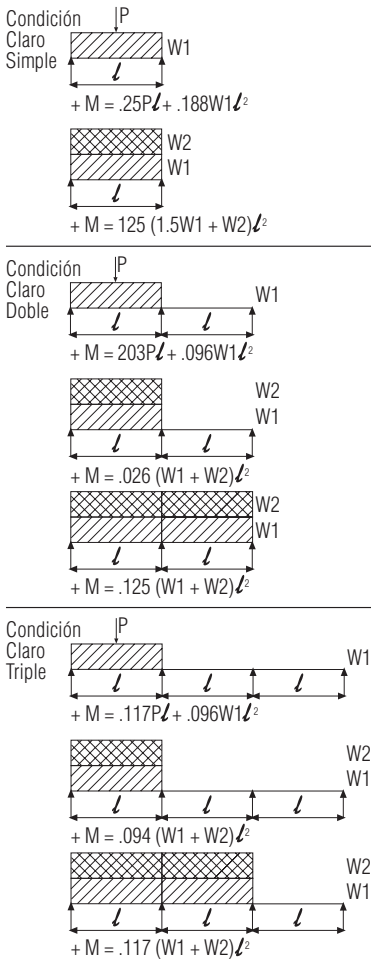 Condición
Claro
Simple
P
W1
ℓ
+ M = .25Pℓ + .188W1ℓ²
W2
W1
ℓ
+ M = 125 (1.5W1 + W2)ℓ²
Condición
Claro
Doble
P
W1
ℓ ℓ
+ M = 203Pℓ + .096W1ℓ²
W2
W1
ℓ ℓ
+ M = .026 (W1 + W2)ℓ²
W2
W1
ℓ ℓ
+ M = .125 (W1 + W2)ℓ²
Condición
Claro
Triple
P
W1
ℓ ℓ ℓ
+ M = .117Pℓ + .096W1ℓ²
W2
W1
ℓ ℓ ℓ
+ M = .094 (W1 + W2)ℓ²
W2
W1
ℓ ℓ ℓ
+ M = .117 (W1 + W2)ℓ²